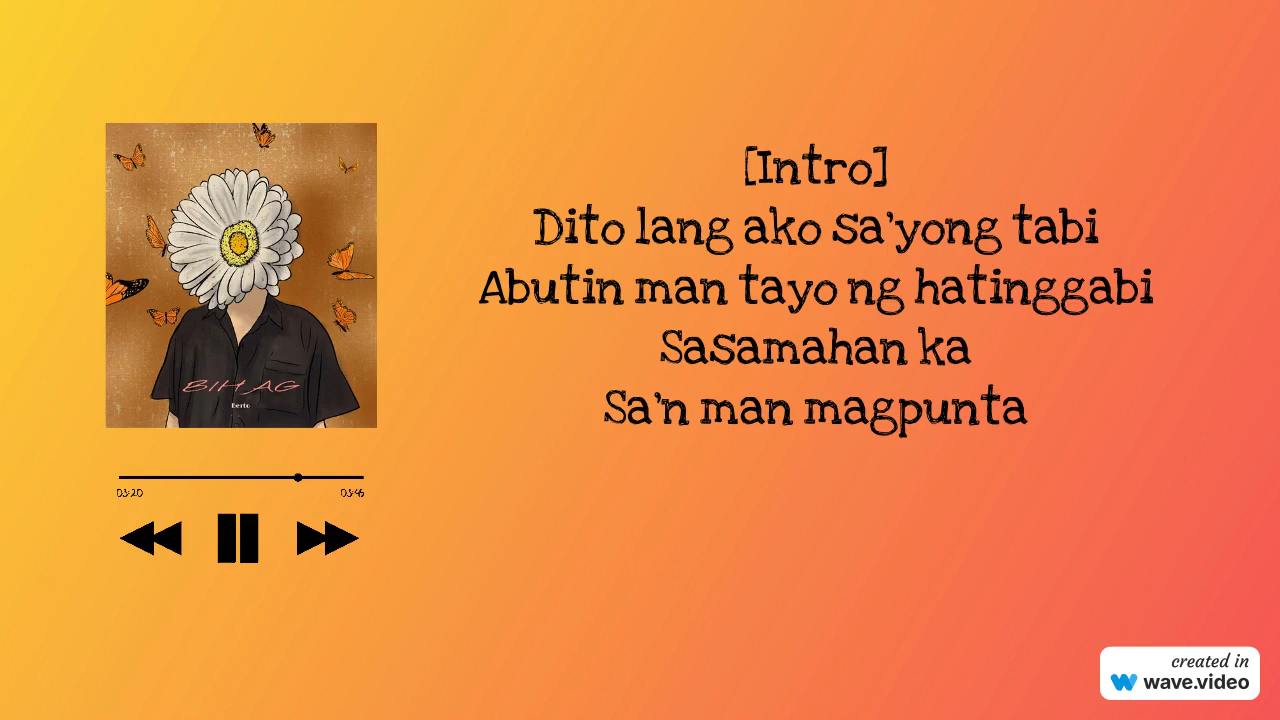 [Intro]
Dito lang ako sa'yong tabi
Abutin man tayo ng hatinggabi
Sasamahan ka
Sa'n man magpunta
BIHAG
Berto
03:20 03:46
created in
wave.video